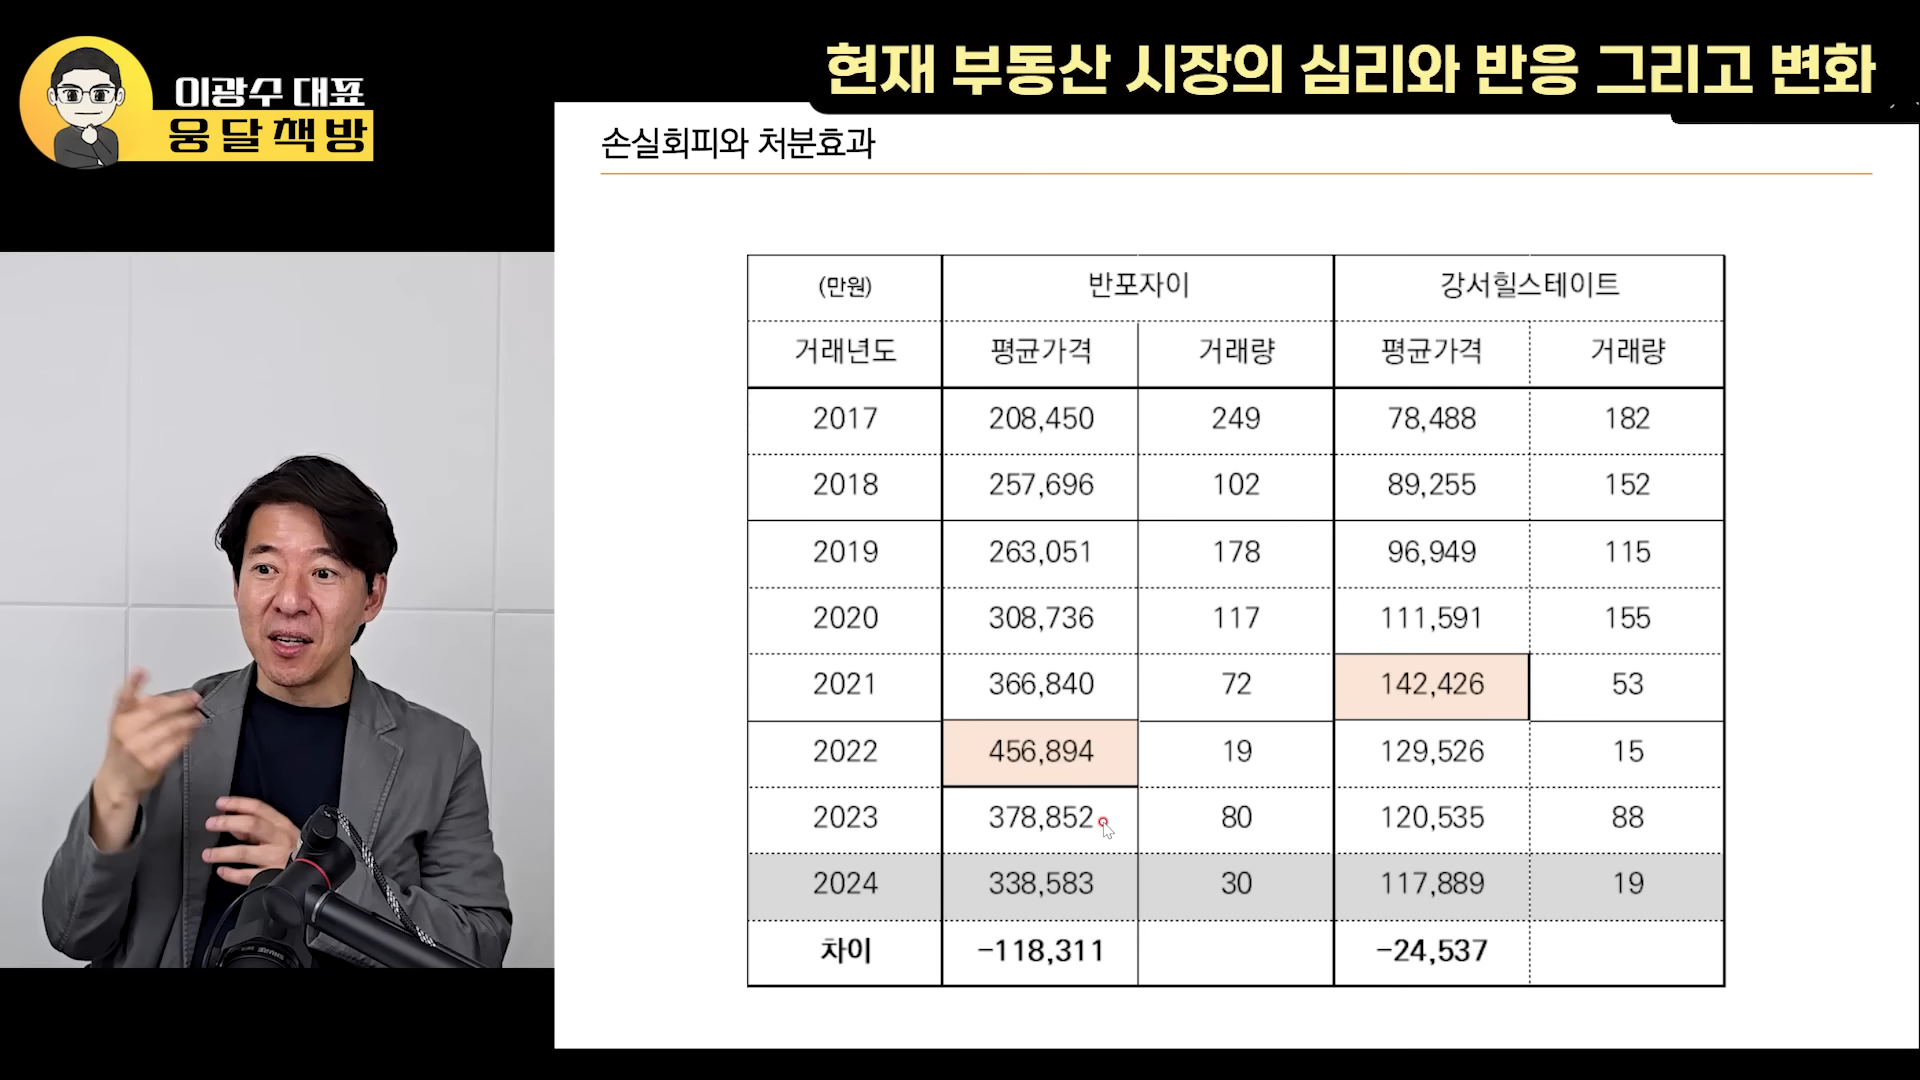 이광수 대표
웅달책방
현재 부동산 시장의 심리와 반응 그리고 변화
손실회피와 처분효과
(만원) 반포자이 강서힐스테이트
거래년도 평균가격 거래량 평균가격 거래량
2017 208,450 249 78,488 182
2018 257,696 102 89,255 152
2019 263,051 178 96,949 115
2020 308,736 117 111,591 155
2021 366,840 72 142,426 53
2022 456,894 19 129,526 15
2023 378,852 80 120,535 88
2024 338,583 30 117,889 19
차이 -118,311 -24,537